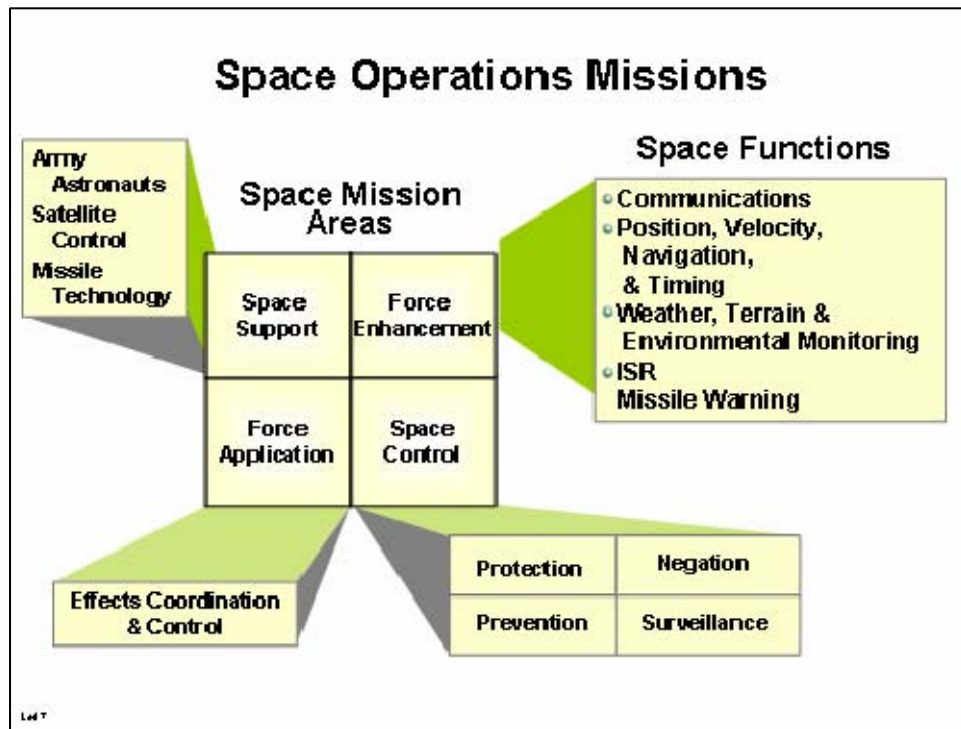 Space Operations Missions
Army
Astronauts
Satellite
Control
Missile
Technology
Space Mission
Areas
Space
Support
Force
Enhancement
Force
Application
Space
Control
Space Functions
Communications
Position, Velocity,
Navigation,
& Timing
Weather, Terrain &
Environmental Monitoring
ISR
Missile Warning
Effects Coordination
& Control
Protection
Negation
Prevention
Surveillance